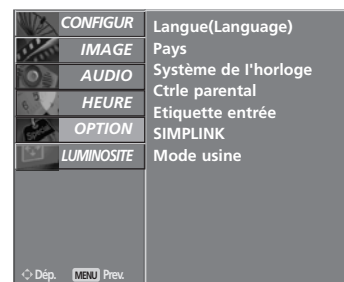 CONFIGUR
IMAGE
AUDIO
HEURE
OPTION
LUMINOSITE
Langue(Language)
Pays
Système de l'horloge
Ctrle parental
Etiquette entrée
SIMPLINK
Mode usine
Dép. MENU Prev.